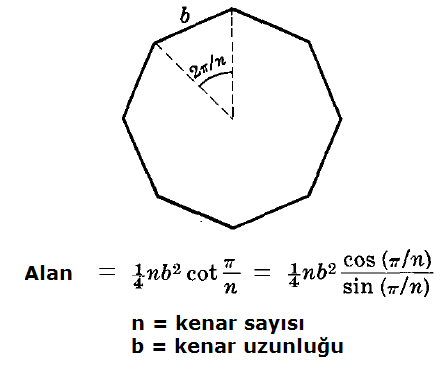 b
2π/n
Alan = ¼nb² cot π/n = ¼nb² cos (π/n)/sin (π/n)
n = kenar sayısı
b = kenar uzunluğu